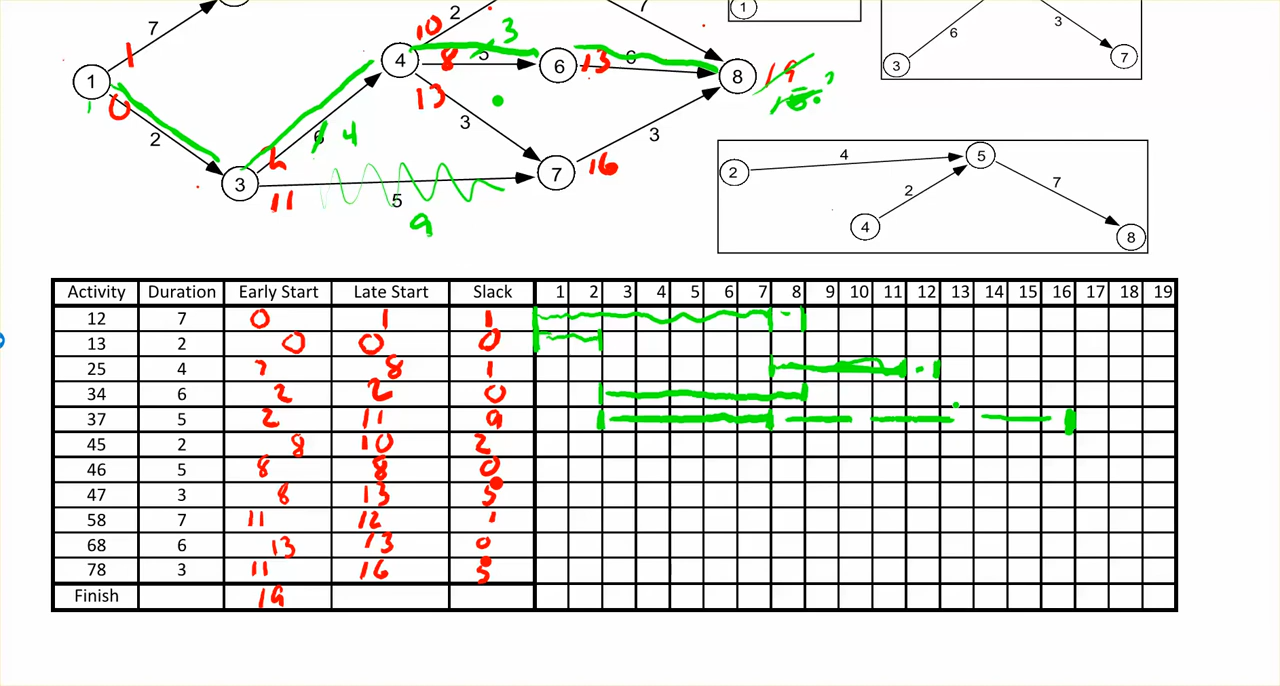 7
1
1
0
2
3
11
6 4
5
9
4
10
8
13
2
5 3
3
6
13
6
7
16
7
3
8
19
1
3
6
3
7
2
4
5
2
4
7
8
Activity Duration Early Start Late Start Slack 1 2 3 4 5 6 7 8 9 10 11 12 13 14 15 16 17 18 19
12 7 0 1 1
13 2 0 0 0
25 4 7 8 1
34 6 2 2 0
37 5 2 11 9
45 2 8 10 2
46 5 8 8 0
47 3 8 13 5
58 7 11 12 1
68 6 13 13 0
78 3 11 16 5
Finish 19